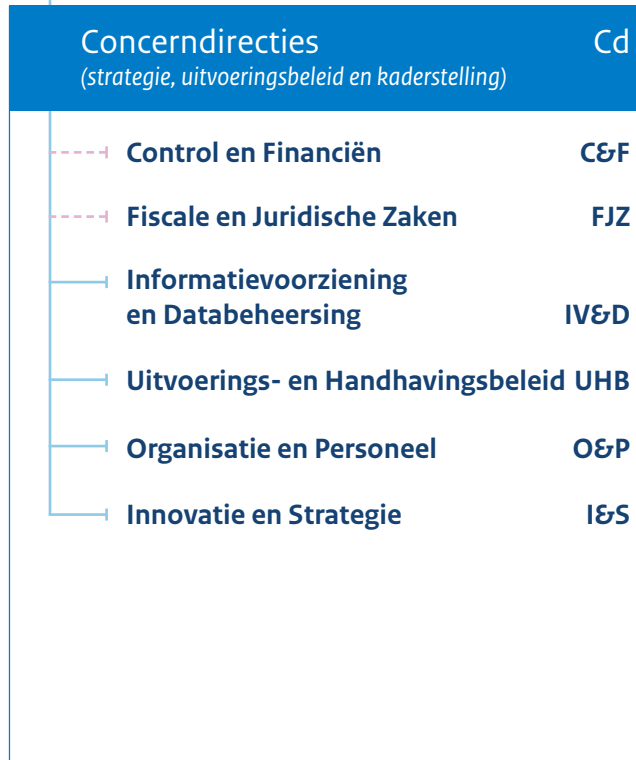 Concerndirecties Cd
(strategie, uitvoeringsbeleid en kaderstelling)
Control en Financiën C&F
Fiscale en Juridische Zaken FJZ
Informatievoorziening
en Databeheersing IV&D
Uitvoerings- en Handhavingsbeleid UHB
Organisatie en Personeel O&P
Innovatie en Strategie I&S